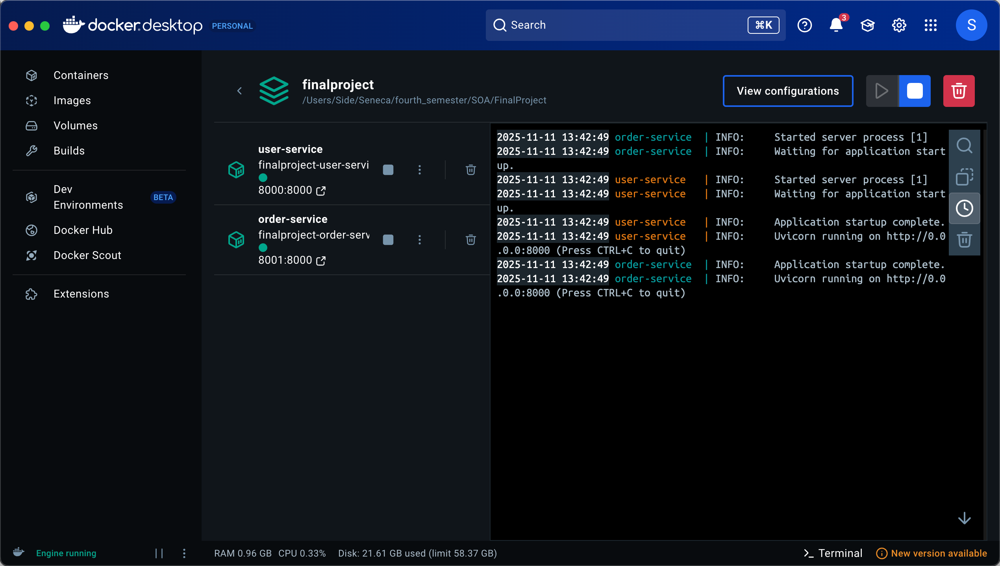 docker desktop PERSONAL
Search
⌘K
3
S
Containers
Images
Volumes
Builds
Dev
Environments
BETA
Docker Hub
Docker Scout
Extensions
finalproject
/Users/Side/Seneca/fourth_semester/SOA/FinalProject
View configurations
user-service
finalproject-user-servi
8000:8000
order-service
finalproject-order-serv
8001:8000
2025-11-11 13:42:49 order-service | INFO: Started server process [1]
2025-11-11 13:42:49 order-service | INFO: Waiting for application start
up.
2025-11-11 13:42:49 user-service | INFO: Started server process [1]
2025-11-11 13:42:49 user-service | INFO: Waiting for application start
up.
2025-11-11 13:42:49 user-service | INFO: Application startup complete.
2025-11-11 13:42:49 user-service | INFO: Uvicorn running on http://0.0
.0.0:8000 (Press CTRL+C to quit)
2025-11-11 13:42:49 order-service | INFO: Application startup complete.
2025-11-11 13:42:49 order-service | INFO: Uvicorn running on http://0.0
.0.0:8000 (Press CTRL+C to quit)
Engine running
RAM 0.96 GB CPU 0.33% Disk: 21.61 GB used (limit 58.37 GB)
Terminal
New version available